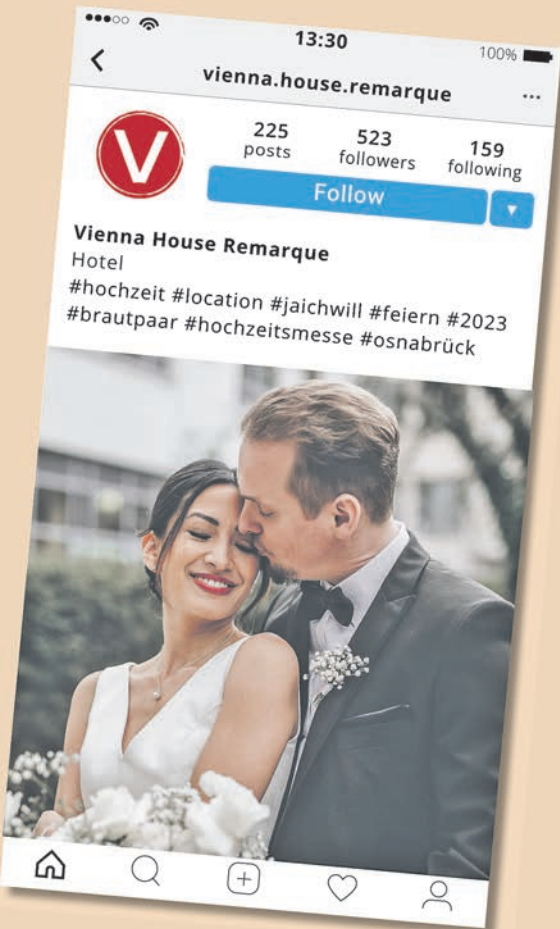 13:30
100%
vienna.house.remarque
V
225 523 159
posts followers following
Follow
Vienna House Remarque
Hotel
#hochzeit #location #jaichwill #feiern #2023
#brautpaar #hochzeitsmesse #osnabrück